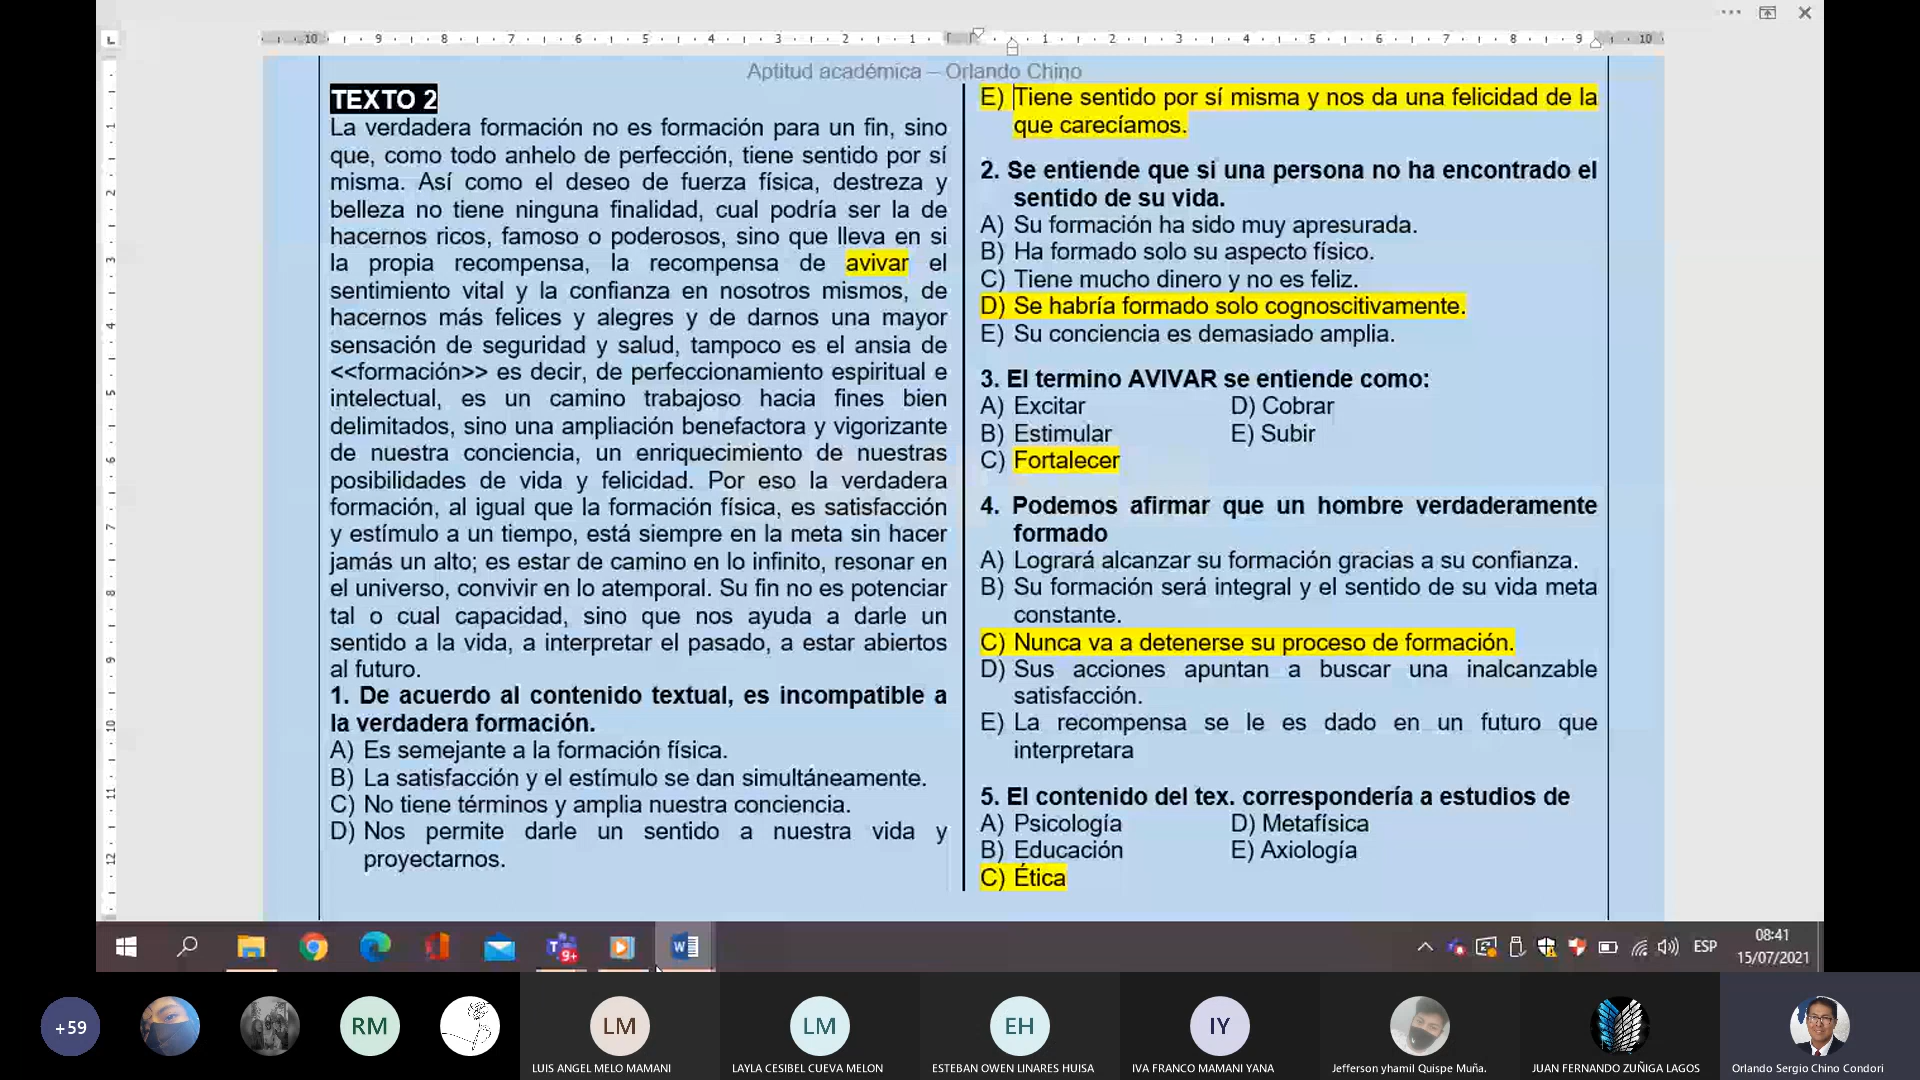 Aptitud académica – Orlando Chino
TEXTO 2
La verdadera formación no es formación para un fin, sino
que, como todo anhelo de perfección, tiene sentido por sí
misma. Así como el deseo de fuerza física, destreza y
belleza no tiene ninguna finalidad, cual podría ser la de
hacernos ricos, famoso o poderosos, sino que lleva en si
la propia recompensa, la recompensa de avivar el
sentimiento vital y la confianza en nosotros mismos, de
hacernos más felices y alegres y de darnos una mayor
sensación de seguridad y salud, tampoco es el ansia de
<<formación>> es decir, de perfeccionamiento espiritual e
intelectual, es un camino trabajoso hacia fines bien
delimitados, sino una ampliación benefactora y vigorizante
de nuestra conciencia, un enriquecimiento de nuestras
posibilidades de vida y felicidad. Por eso la verdadera
formación, al igual que la formación física, es satisfacción
y estímulo a un tiempo, está siempre en la meta sin hacer
jamás un alto; es estar de camino en lo infinito, resonar en
el universo, convivir en lo atemporal. Su fin no es potenciar
tal o cual capacidad, sino que nos ayuda a darle un
sentido a la vida, a interpretar el pasado, a estar abiertos
al futuro.
1. De acuerdo al contenido textual, es incompatible a
la verdadera formación.
A) Es semejante a la formación física.
B) La satisfacción y el estímulo se dan simultáneamente.
C) No tiene términos y amplia nuestra conciencia.
D) Nos permite darle un sentido a nuestra vida y
proyectarnos.
E) Tiene sentido por sí misma y nos da una felicidad de la
que carecíamos.
2. Se entiende que si una persona no ha encontrado el
sentido de su vida.
A) Su formación ha sido muy apresurada.
B) Ha formado solo su aspecto físico.
C) Tiene mucho dinero y no es feliz.
D) Se habría formado solo cognoscitivamente.
E) Su conciencia es demasiado amplia.
3. El termino AVIVAR se entiende como:
A) Excitar D) Cobrar
B) Estimular E) Subir
C) Fortalecer
4. Podemos afirmar que un hombre verdaderamente
formado
A) Logrará alcanzar su formación gracias a su confianza.
B) Su formación será integral y el sentido de su vida meta
constante.
C) Nunca va a detenerse su proceso de formación.
D) Sus acciones apuntan a buscar una inalcanzable
satisfacción.
E) La recompensa se le es dado en un futuro que
interpretara
5. El contenido del tex. correspondería a estudios de
A) Psicología D) Metafísica
B) Educación E) Axiología
C) Ética
ESP
08:41
15/07/2021
+59
RM
LM
LUIS ANGEL MELO MAMANI
LM
LAYLA CESIBEL CUEVA MELON
EH
ESTEBAN OWEN LINARES HUISA
IY
IVA FRANCO MAMANI YANA
Jefferson yhamil Quispe Muña.
JUAN FERNANDO ZUÑIGA LAGOS
Orlando Sergio Chino Condori